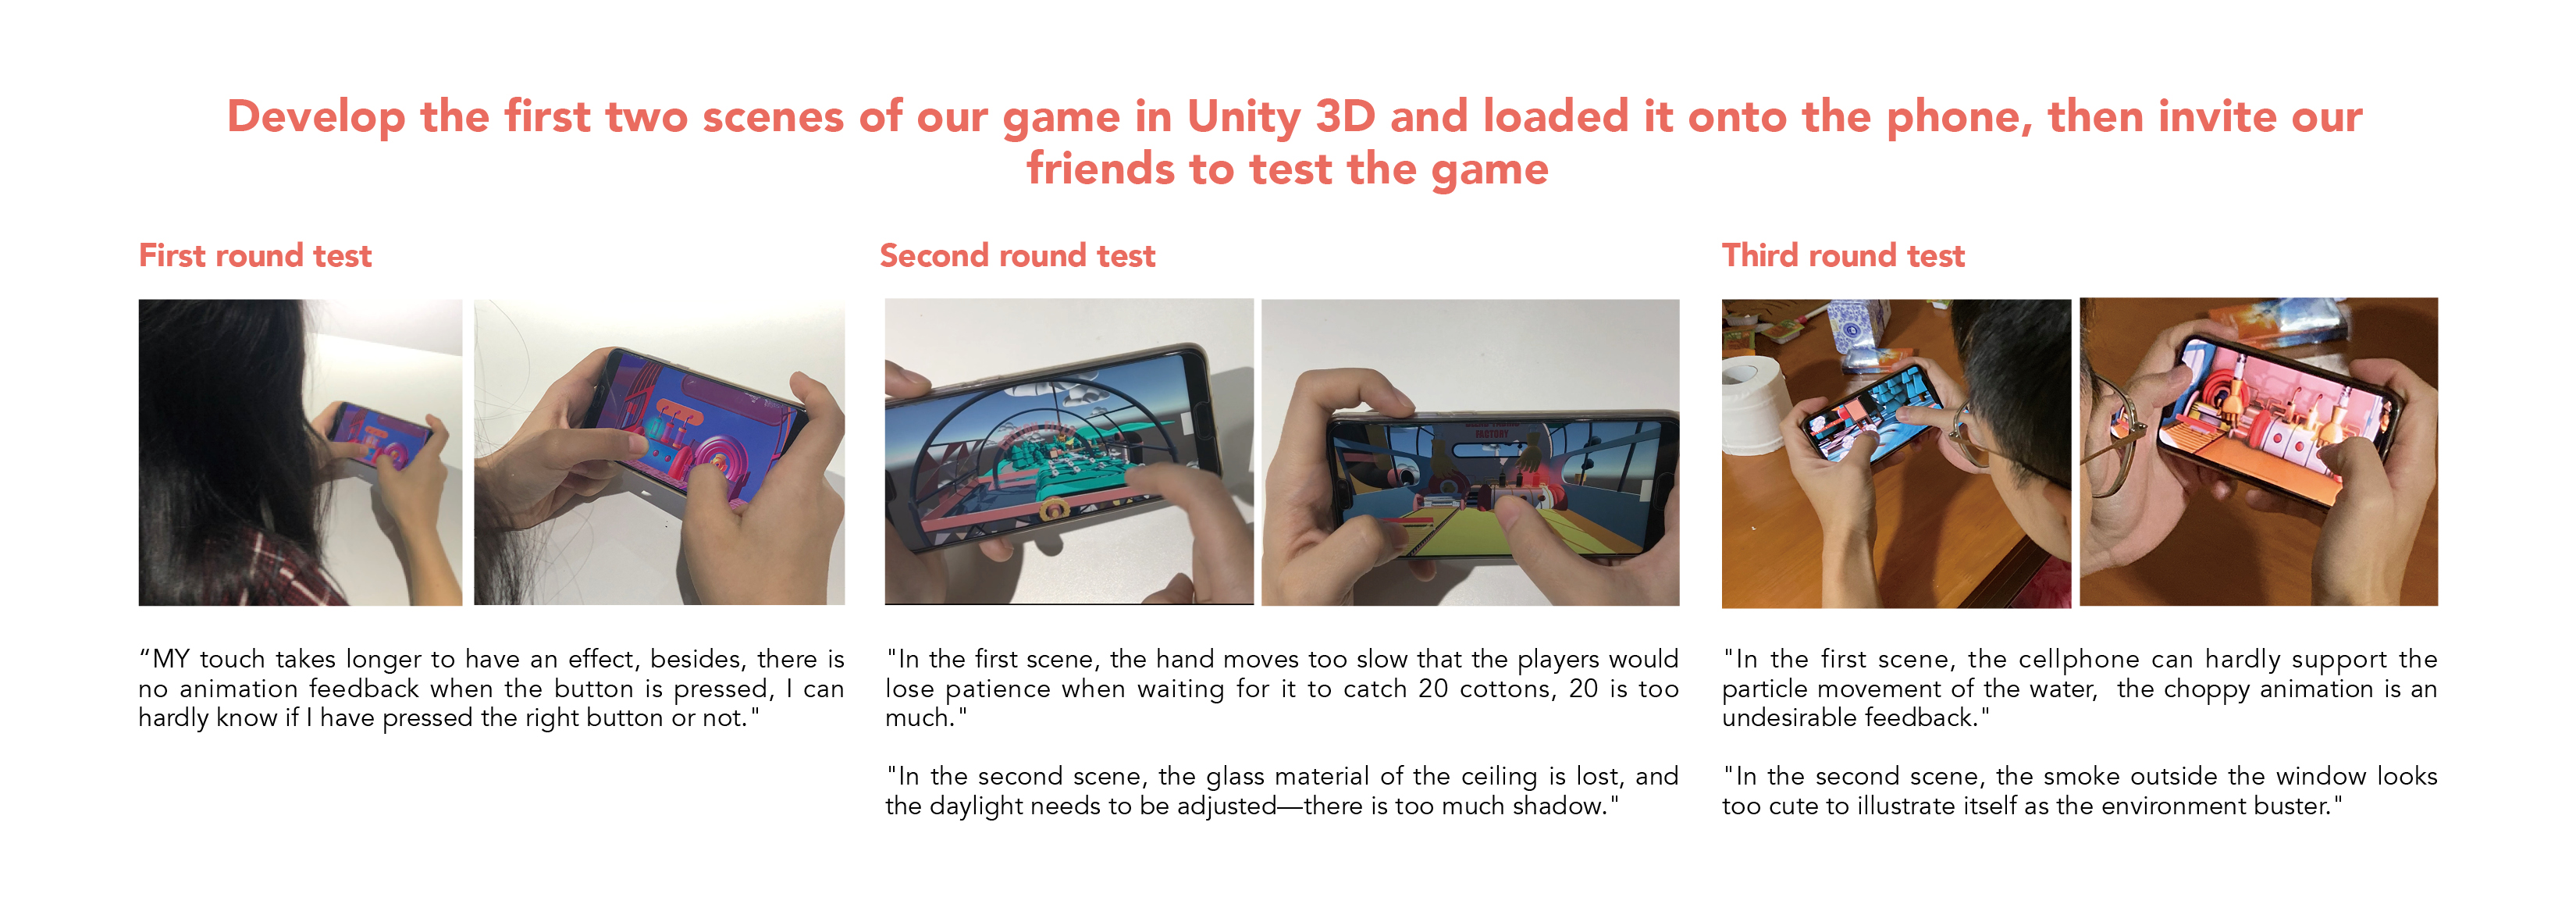 Develop the first two scenes of our game in Unity 3D and loaded it onto the phone, then invite our
friends to test the game
First round test
“MY touch takes longer to have an effect, besides, there is
no animation feedback when the button is pressed, I can
hardly know if I have pressed the right button or not."
Second round test
FACTORY
"In the first scene, the hand moves too slow that the players would
lose patience when waiting for it to catch 20 cottons, 20 is too
much."
"In the second scene, the glass material of the ceiling is lost, and
the daylight needs to be adjusted—there is too much shadow."
Third round test
"In the first scene, the cellphone can hardly support the
particle movement of the water,  the choppy animation is an
undesirable feedback."
"In the second scene, the smoke outside the window looks
too cute to illustrate itself as the environment buster."